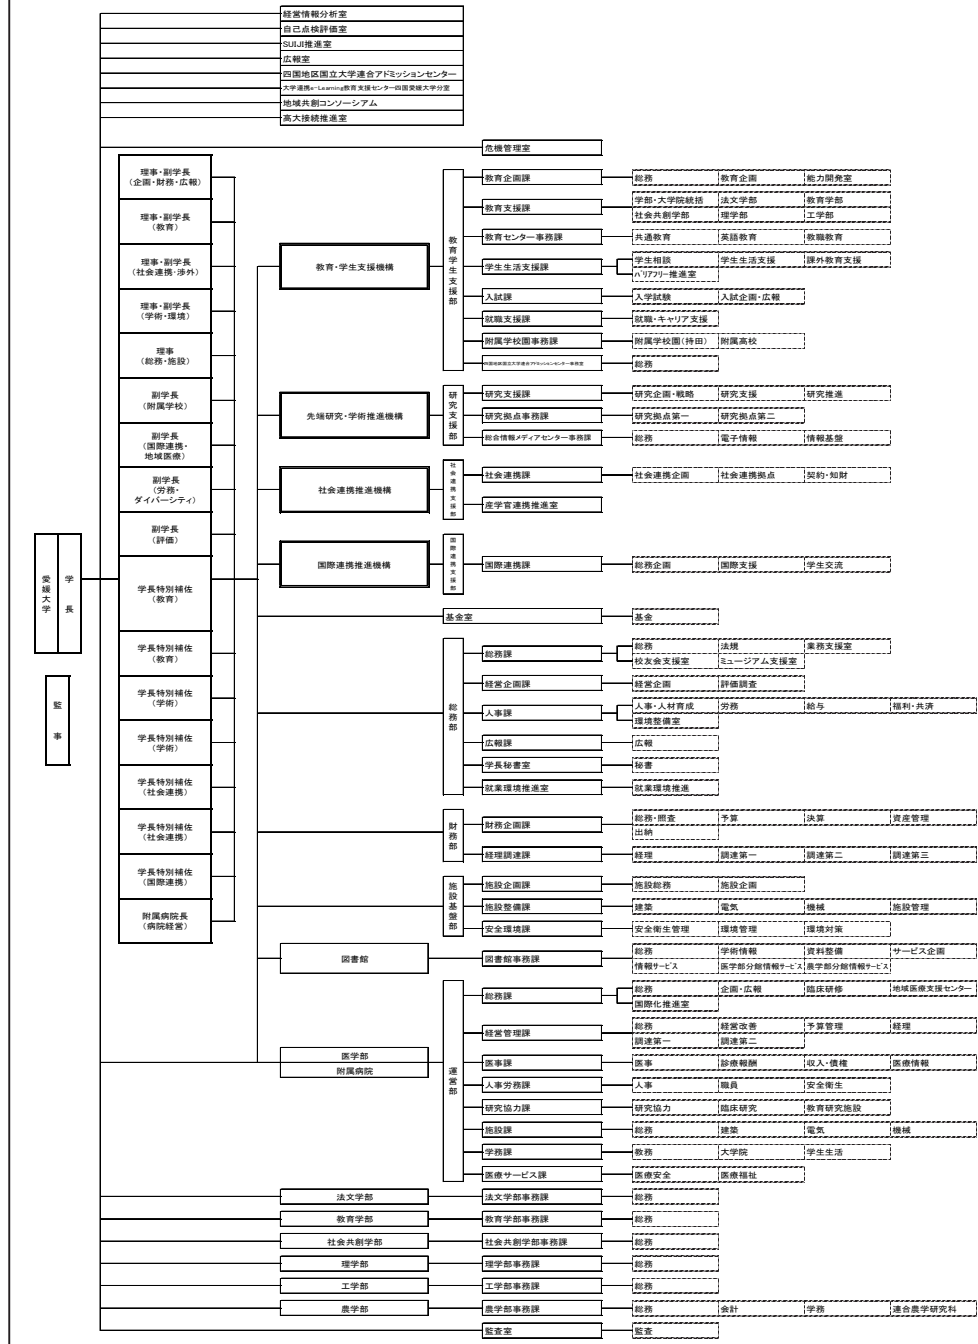 経営情報分析室
自己点検評価室
SUIJI推進室
広報室
四国地区国立大学連合アドミッションセンター
大学連携e-Learning教育支援センター四国愛媛大学分室
地域共創コンソーシアム
高大接続推進室
危機管理室
愛媛大学
学長
監事
理事・副学長
(企画・財務・広報)
理事・副学長
(教育)
理事・副学長
(社会連携・渉外)
理事・副学長
(学術・環境)
理事
(総務・施設)
副学長
(附属学校)
副学長
(国際連携・
地域医療)
副学長
(労務・
ダイバーシティ)
副学長
(評価)
学長特別補佐
(教育)
学長特別補佐
(教育)
学長特別補佐
(学術)
学長特別補佐
(学術)
学長特別補佐
(社会連携)
学長特別補佐
(社会連携)
学長特別補佐
(国際連携)
附属病院長
(病院経営)
教育・学生支援機構
教育学生支援部
教育企画課 総務 教育企画 能力開発室
教育支援課 学部・大学院統括 法文学部 教育学部
社会共創学部 理学部 工学部
教育センター事務課 共通教育 英語教育 教職教育
学生生活支援課 学生相談 学生生活支援 課外教育支援
バリアフリー推進室
入試課 入学試験 入試企画・広報
就職支援課 就職・キャリア支援
附属学校園事務課 附属学校園(持田) 附属高校
四国地区国立大学連合アドミッションセンター事務室 総務
先端研究・学術推進機構
研究支援部
研究支援課 研究企画・戦略 研究支援 研究推進
研究拠点事務課 研究拠点第一 研究拠点第二
総合情報メディアセンター事務課 総務 電子情報 情報基盤
社会連携推進機構
社会連携支援部
社会連携課 社会連携企画 社会連携拠点 契約・知財
産学官連携推進室
国際連携推進機構
国際連携支援部
国際連携課 総務企画 国際支援 学生交流
基金室 基金
総務部
総務課 総務 法規 業務支援室
校友会支援室 ミュージアム支援室
経営企画課 経営企画 評価調査
人事課 人事・人材育成 労務 給与 福利・共済
環境整備室
広報課 広報
学長秘書室 秘書
就業環境推進室 就業環境推進
財務部
財務企画課 総務・照査 予算 決算 資産管理
出納
経理調達課 経理 調達第一 調達第二 調達第三
施設基盤部
施設企画課 施設総務 施設企画
施設整備課 建築 電気 機械 施設管理
安全環境課 安全衛生管理 環境管理 環境対策
図書館
図書館事務課 総務 学術情報 資料整備 サービス企画
情報サービス 医学部分館情報サービス 農学部分館情報サービス
医学部
附属病院
運営部
総務課 総務 企画・広報 臨床研修 地域医療支援センター
国際化推進室
経営管理課 総務 経営改善 予算管理 経理
調達第一 調達第二
医事課 医事 診療報酬 収入・債権 医療情報
人事労務課 人事 職員 安全衛生
研究協力課 研究協力 臨床研究 教育研究施設
施設課 総務 建築 電気 機械
学務課 教務 大学院 学生生活
医療サービス課 医療安全 医療福祉
法文学部 法文学部事務課 総務
教育学部 教育学部事務課 総務
社会共創学部 社会共創学部事務課 総務
理学部 理学部事務課 総務
工学部 工学部事務課 総務
農学部 農学部事務課 総務 会計 学務 連合農学研究科
監査室 監査